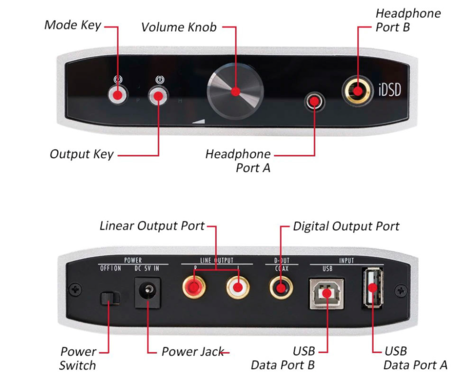 Mode Key
Volume Knob
Headphone
Port B
iDSD
Output Key
Headphone
Port A
Linear Output Port
Digital Output Port
POWER
LINE OUTPUT
D-OUT
INPUT
OFF|ON
DC 5V IN
COAX
USB
Power
Switch
Power Jack
USB
Data Port B
USB
Data Port A